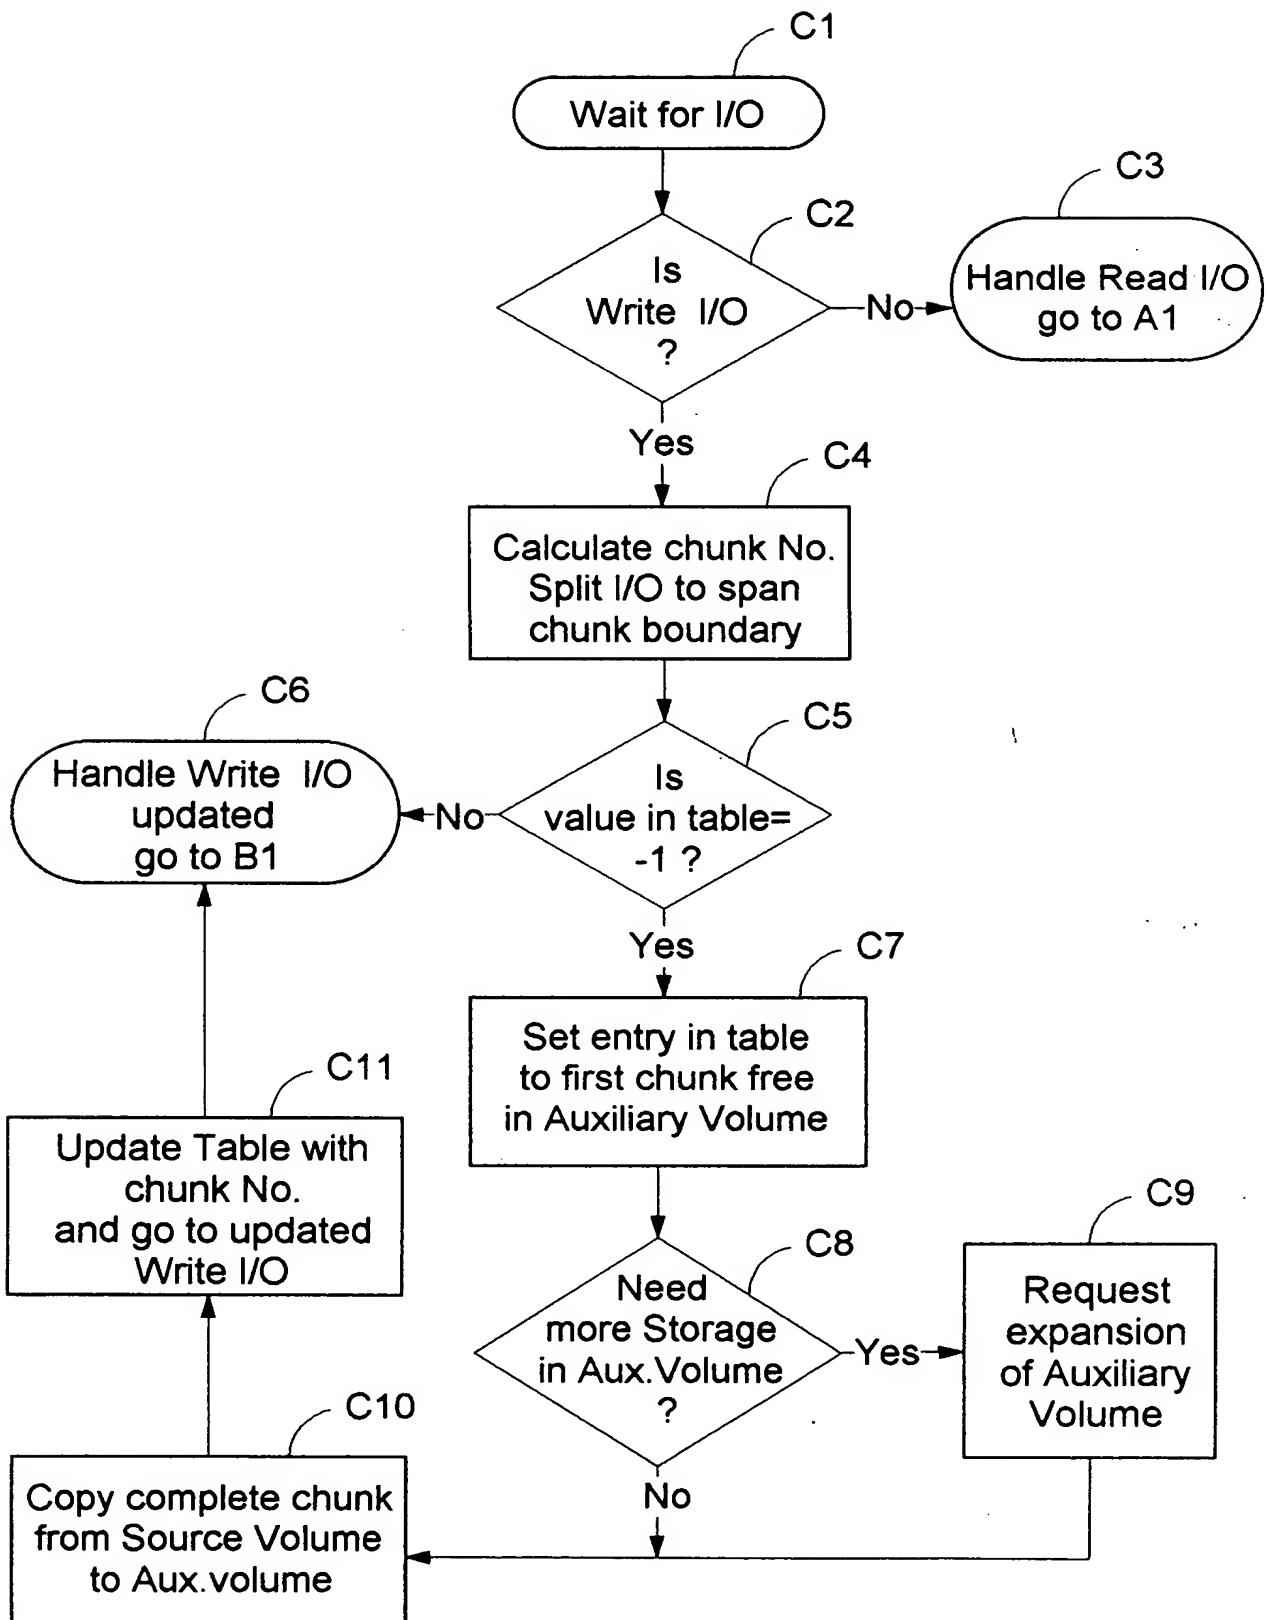 C1
Wait for I/O
C2
Is
Write I/O
?
No
C3
Handle Read I/O
go to A1
Yes
C4
Calculate chunk No.
Split I/O to span
chunk boundary
C5
Is
value in table=
-1 ?
No
C6
Handle Write I/O
updated
go to B1
Yes
C7
Set entry in table
to first chunk free
in Auxiliary Volume
C8
Need
more Storage
in Aux.Volume
?
Yes
C9
Request
expansion
of Auxiliary
Volume
No
C10
Copy complete chunk
from Source Volume
to Aux.volume
C11
Update Table with
chunk No.
and go to updated
Write I/O